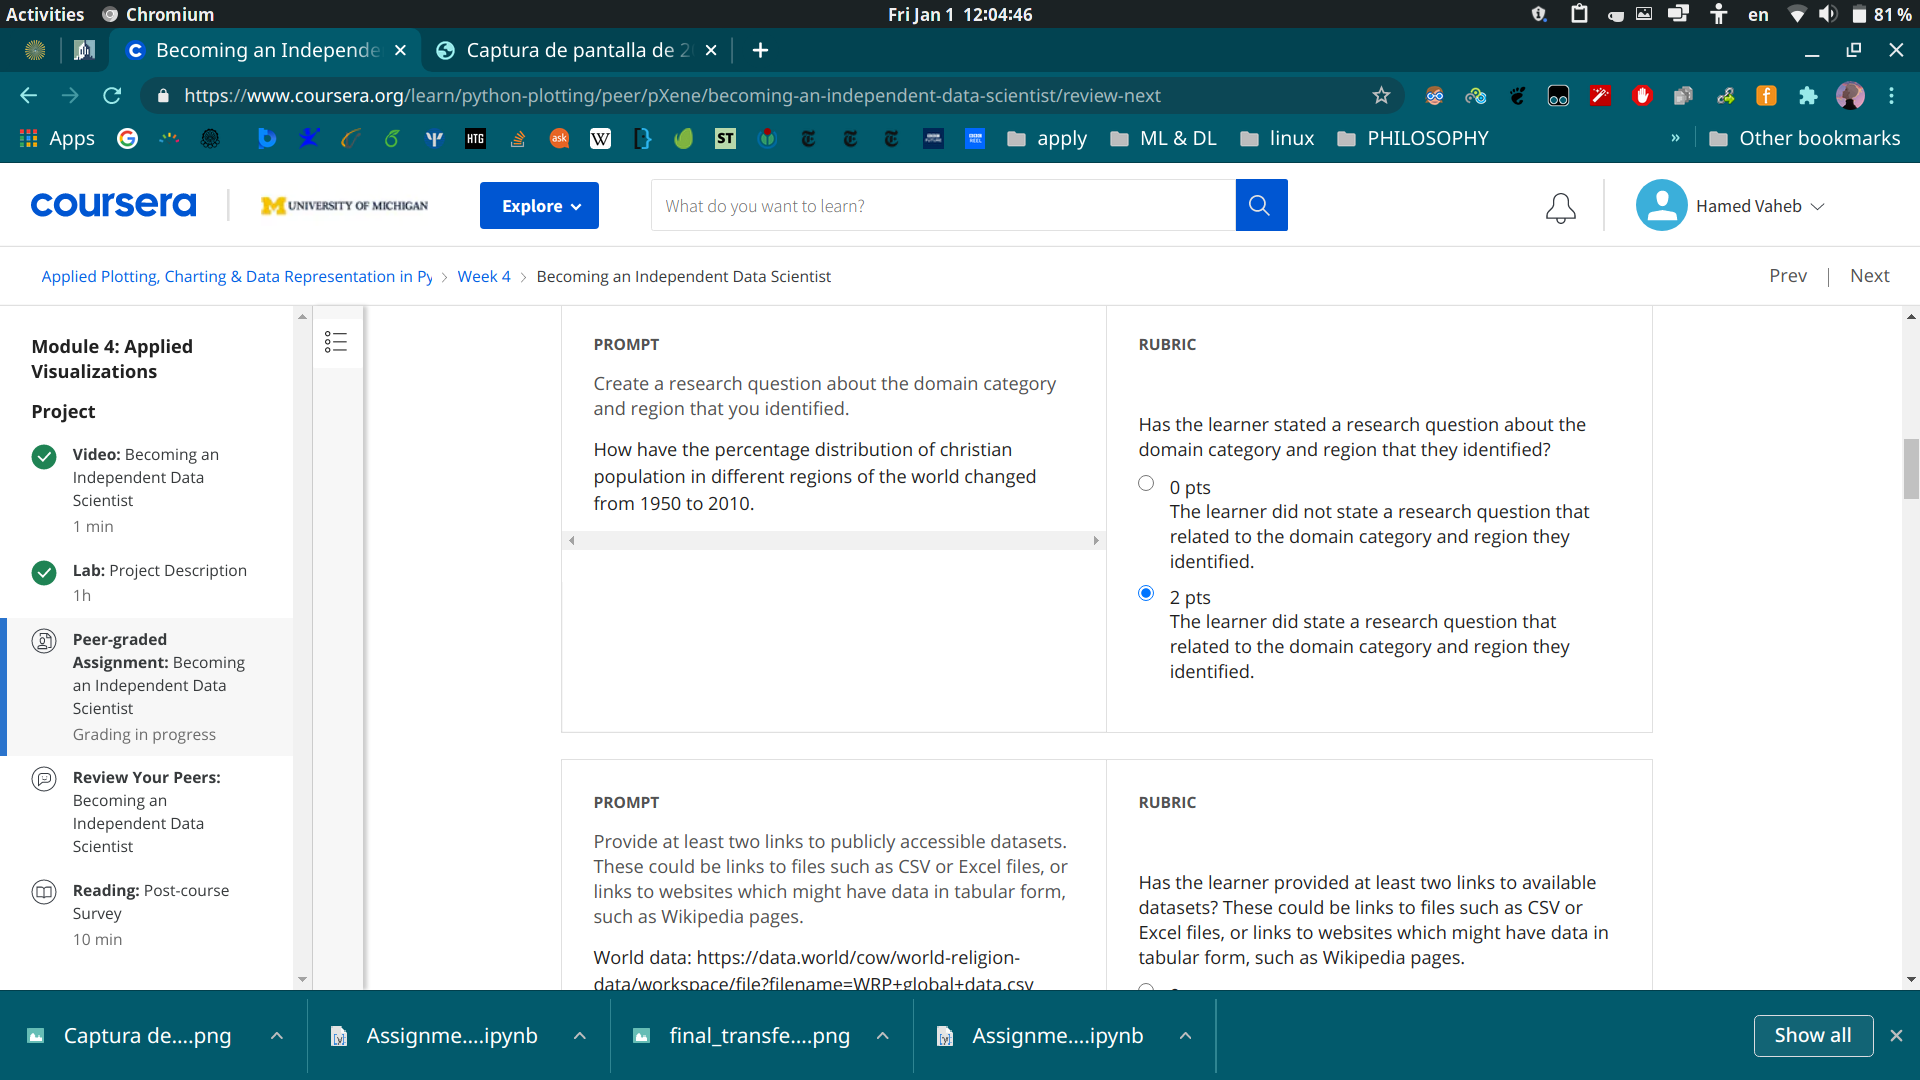 Activities
Chromium
Fri Jan 1 12:04:46
en
81 %
Becoming an Independe
Captura de pantalla de 2
https://www.coursera.org/learn/python-plotting/peer/pXene/becoming-an-independent-data-scientist/review-next
Apps
HTG
ask
W
ST
apply
ML & DL
linux
PHILOSOPHY
»
Other bookmarks
coursera
M UNIVERSITY OF MICHIGAN
Explore
What do you want to learn?
Hamed Vaheb
Applied Plotting, Charting & Data Representation in Py
Week 4
Becoming an Independent Data Scientist
Prev
Next
Module 4: Applied
Visualizations
Project
Video: Becoming an
Independent Data
Scientist
1 min
Lab: Project Description
1h
Peer-graded
Assignment: Becoming
an Independent Data
Scientist
Grading in progress
Review Your Peers:
Becoming an
Independent Data
Scientist
Reading: Post-course
Survey
10 min
PROMPT
Create a research question about the domain category
and region that you identified.
How have the percentage distribution of christian
population in different regions of the world changed
from 1950 to 2010.
RUBRIC
Has the learner stated a research question about the
domain category and region that they identified?
0 pts
The learner did not state a research question that
related to the domain category and region they
identified.
2 pts
The learner did state a research question that
related to the domain category and region they
identified.
PROMPT
Provide at least two links to publicly accessible datasets.
These could be links to files such as CSV or Excel files, or
links to websites which might have data in tabular form,
such as Wikipedia pages.
World data: https://data.world/cow/world-religion-
data/workspace/file?filename=WRP+global+data.csv
RUBRIC
Has the learner provided at least two links to available
datasets? These could be links to files such as CSV or
Excel files, or links to websites which might have data in
tabular form, such as Wikipedia pages.
Captura de....png
Assignme....ipynb
final_transfe....png
Assignme....ipynb
Show all